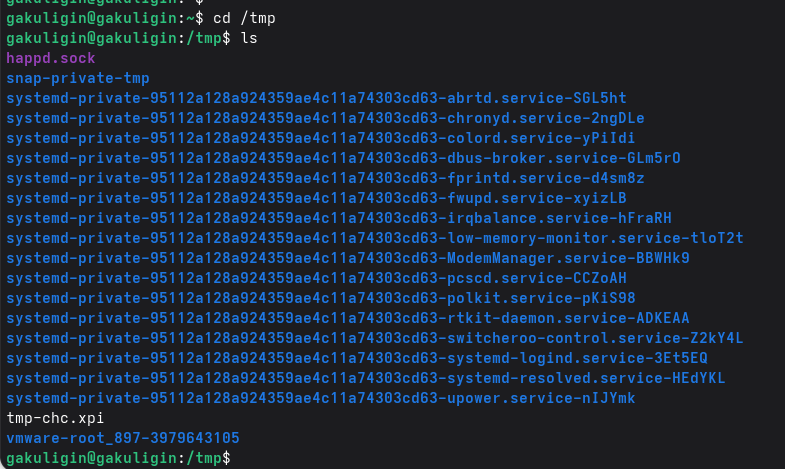 gakuligin@gakuligin:~$ cd /tmp
gakuligin@gakuligin:/tmp$ ls
happd.sock
snap-private-tmp
systemd-private-95112a128a924359ae4c11a74303cd63-abrtd.service-SGL5ht
systemd-private-95112a128a924359ae4c11a74303cd63-chronyd.service-2ngDLe
systemd-private-95112a128a924359ae4c11a74303cd63-colord.service-yPiIdi
systemd-private-95112a128a924359ae4c11a74303cd63-dbus-broker.service-GLm5rO
systemd-private-95112a128a924359ae4c11a74303cd63-fprintd.service-d4sm8z
systemd-private-95112a128a924359ae4c11a74303cd63-fwupd.service-xyizLB
systemd-private-95112a128a924359ae4c11a74303cd63-irqbalance.service-hFraRH
systemd-private-95112a128a924359ae4c11a74303cd63-low-memory-monitor.service-tloT2t
systemd-private-95112a128a924359ae4c11a74303cd63-ModemManager.service-BBWHk9
systemd-private-95112a128a924359ae4c11a74303cd63-pcscd.service-CCZoAH
systemd-private-95112a128a924359ae4c11a74303cd63-polkit.service-pKiS98
systemd-private-95112a128a924359ae4c11a74303cd63-rtkit-daemon.service-ADKEAA
systemd-private-95112a128a924359ae4c11a74303cd63-switcheroo-control.service-Z2kY4L
systemd-private-95112a128a924359ae4c11a74303cd63-systemd-logind.service-3Et5EQ
systemd-private-95112a128a924359ae4c11a74303cd63-systemd-resolved.service-HEdYKL
systemd-private-95112a128a924359ae4c11a74303cd63-upower.service-nIJYmk
tmp-chc.xpi
vmware-root_897-3979643105
gakuligin@gakuligin:/tmp$